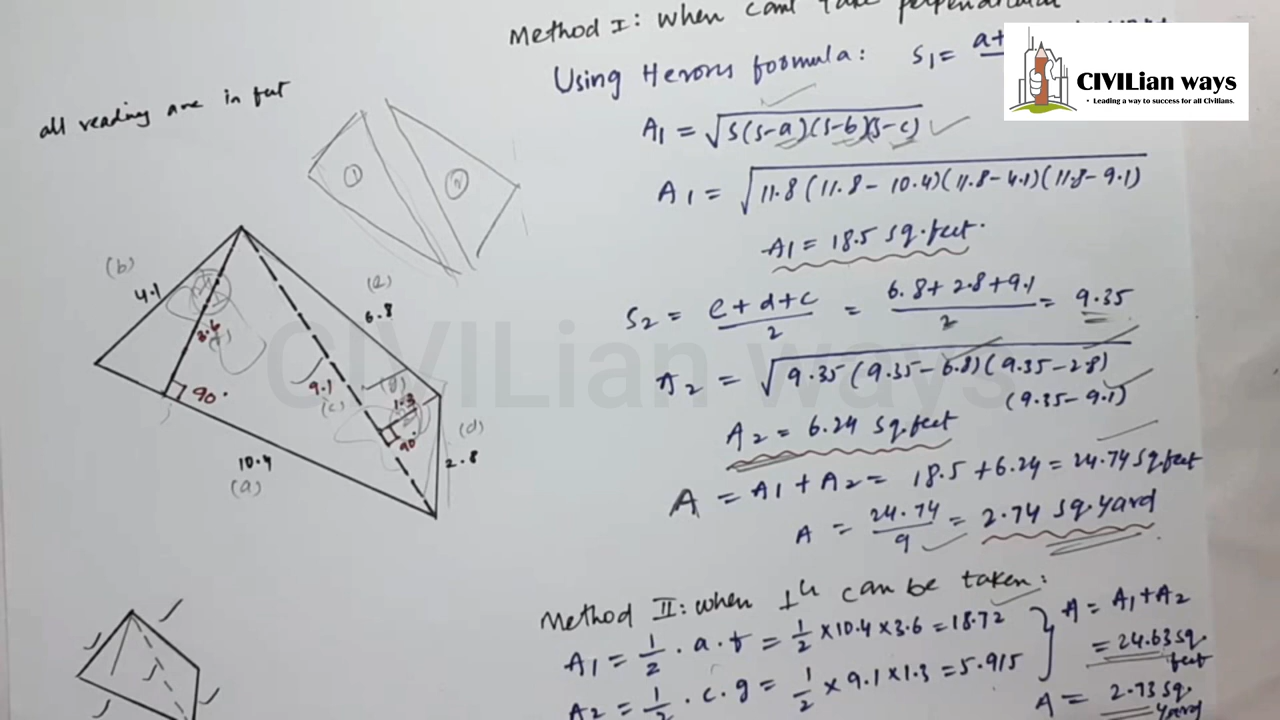 Method I: when can't take perpendicular
Using Herons formula: S₁ = a+
CIVILian ways
• Leading a way to success for all Civilians.
all reading are in feet
A₁ = √S(S-a)(S-b)(S-c)
A₁ = √11.8(11.8-10.4)(11.8-4.1)(11.8-9.1)
A₁ = 18.5 sq.feet.
S₂ = e+d+c/2 = 6.8+2.8+9.1/2 = 9.35
A₂ = √9.35(9.35-6.8)(9.35-2.8)
(9.35-9.1)
A₂ = 6.24 sq.feet
A = A₁+A₂ = 18.5+6.24 = 24.74 sq.feet
A = 24.74/9 = 2.74 sq.yard
①
②
(b)
4.1
(e)
6.8
3.6
(f)
90°
9.1
(c)
(g)
1.3
90°
(d)
2.8
10.4
(a)
CIVILian ways
Method II: when ⊥ᵃʳ can be taken:
A₁ = 1/2 . a . f = 1/2 × 10.4 × 3.6 = 18.72
A₂ = 1/2 . c . g = 1/2 × 9.1 × 1.3 = 5.915
} A = A₁+A₂
= 24.63 sq.
feet
A = 2.73 sq.
yard